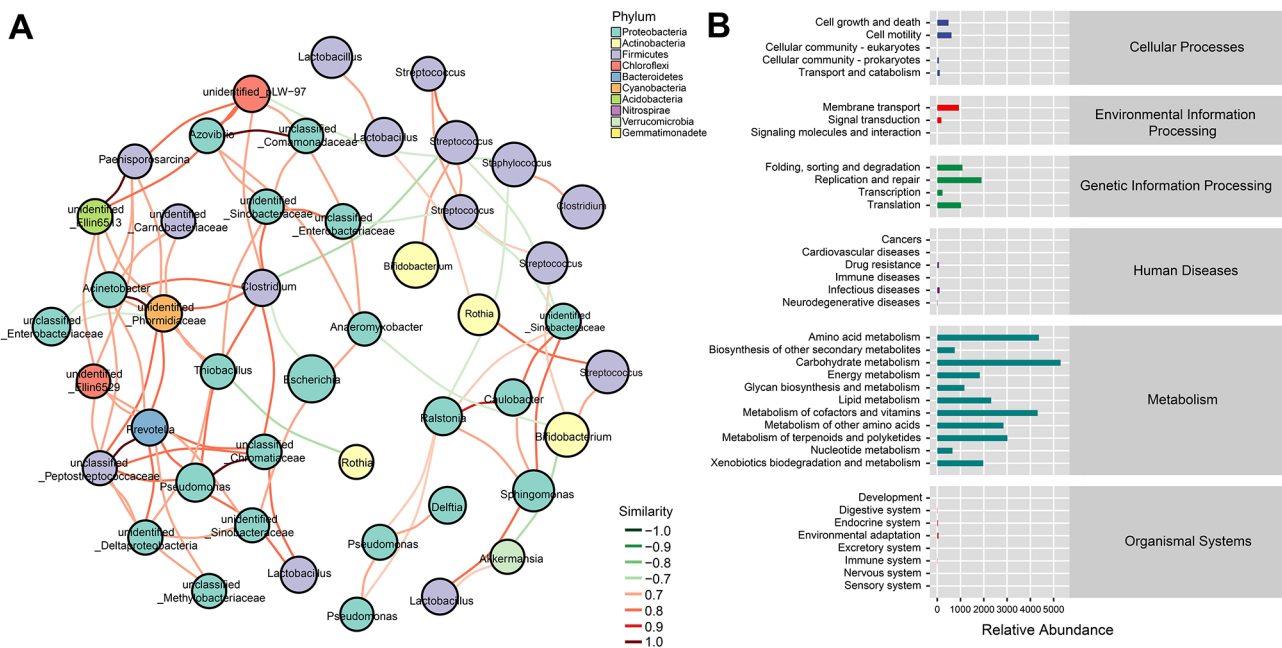 A
Phylum
Proteobacteria
Actinobacteria
Firmicutes
Chloroflexi
Bacteroidetes
Cyanobacteria
Acidobacteria
Nitrospirae
Verrucomicrobia
Gemmatimonadete
Lactobacillus
Streptococcus
unidentified_pLW-97
Azovibrio
unclassified
_Comamonadaceae
Lactobacillus
Streptococcus
Paenisporosarcina
Staphylococcus
unidentified
_Ellin6513
unidentified
_Carnobacteriaceae
unidentified
_Sinobacteraceae
unclassified
_Enterobacteriaceae
Streptococcus
Clostridium
Bifidobacterium
Streptococcus
Acinetobacter
Clostridium
unidentified
_Phormidiaceae
unclassified
_Enterobacteriaceae
Anaeromyxobacter
Rothia
unidentified
_Sinobacteraceae
unidentified
_Ellin6529
Thiobacillus
Escherichia
Streptococcus
Caulobacter
Ralstonia
Prevotella
Bifidobacterium
unclassified
_Chromatiaceae
Rothia
unclassified
_Peptostreptococcaceae
Pseudomonas
Sphingomonas
Delftia
unidentified
_Deltaproteobacteria
unidentified
_Sinobacteraceae
Pseudomonas
Akkermansia
Lactobacillus
unclassified
_Methylobacteriaceae
Lactobacillus
Pseudomonas
Similarity
−1.0
−0.9
−0.8
−0.7
0.7
0.8
0.9
1.0
B
Cell growth and death
Cell motility
Cellular community - eukaryotes
Cellular community - prokaryotes
Transport and catabolism
Cellular Processes
Membrane transport
Signal transduction
Signaling molecules and interaction
Environmental Information
Processing
Folding, sorting and degradation
Replication and repair
Transcription
Translation
Genetic Information Processing
Cancers
Cardiovascular diseases
Drug resistance
Immune diseases
Infectious diseases
Neurodegenerative diseases
Human Diseases
Amino acid metabolism
Biosynthesis of other secondary metabolites
Carbohydrate metabolism
Energy metabolism
Glycan biosynthesis and metabolism
Lipid metabolism
Metabolism of cofactors and vitamins
Metabolism of other amino acids
Metabolism of terpenoids and polyketides
Nucleotide metabolism
Xenobiotics biodegradation and metabolism
Metabolism
Development
Digestive system
Endocrine system
Environmental adaptation
Excretory system
Immune system
Nervous system
Sensory system
Organismal Systems
0 1000 2000 3000 4000 5000
Relative Abundance